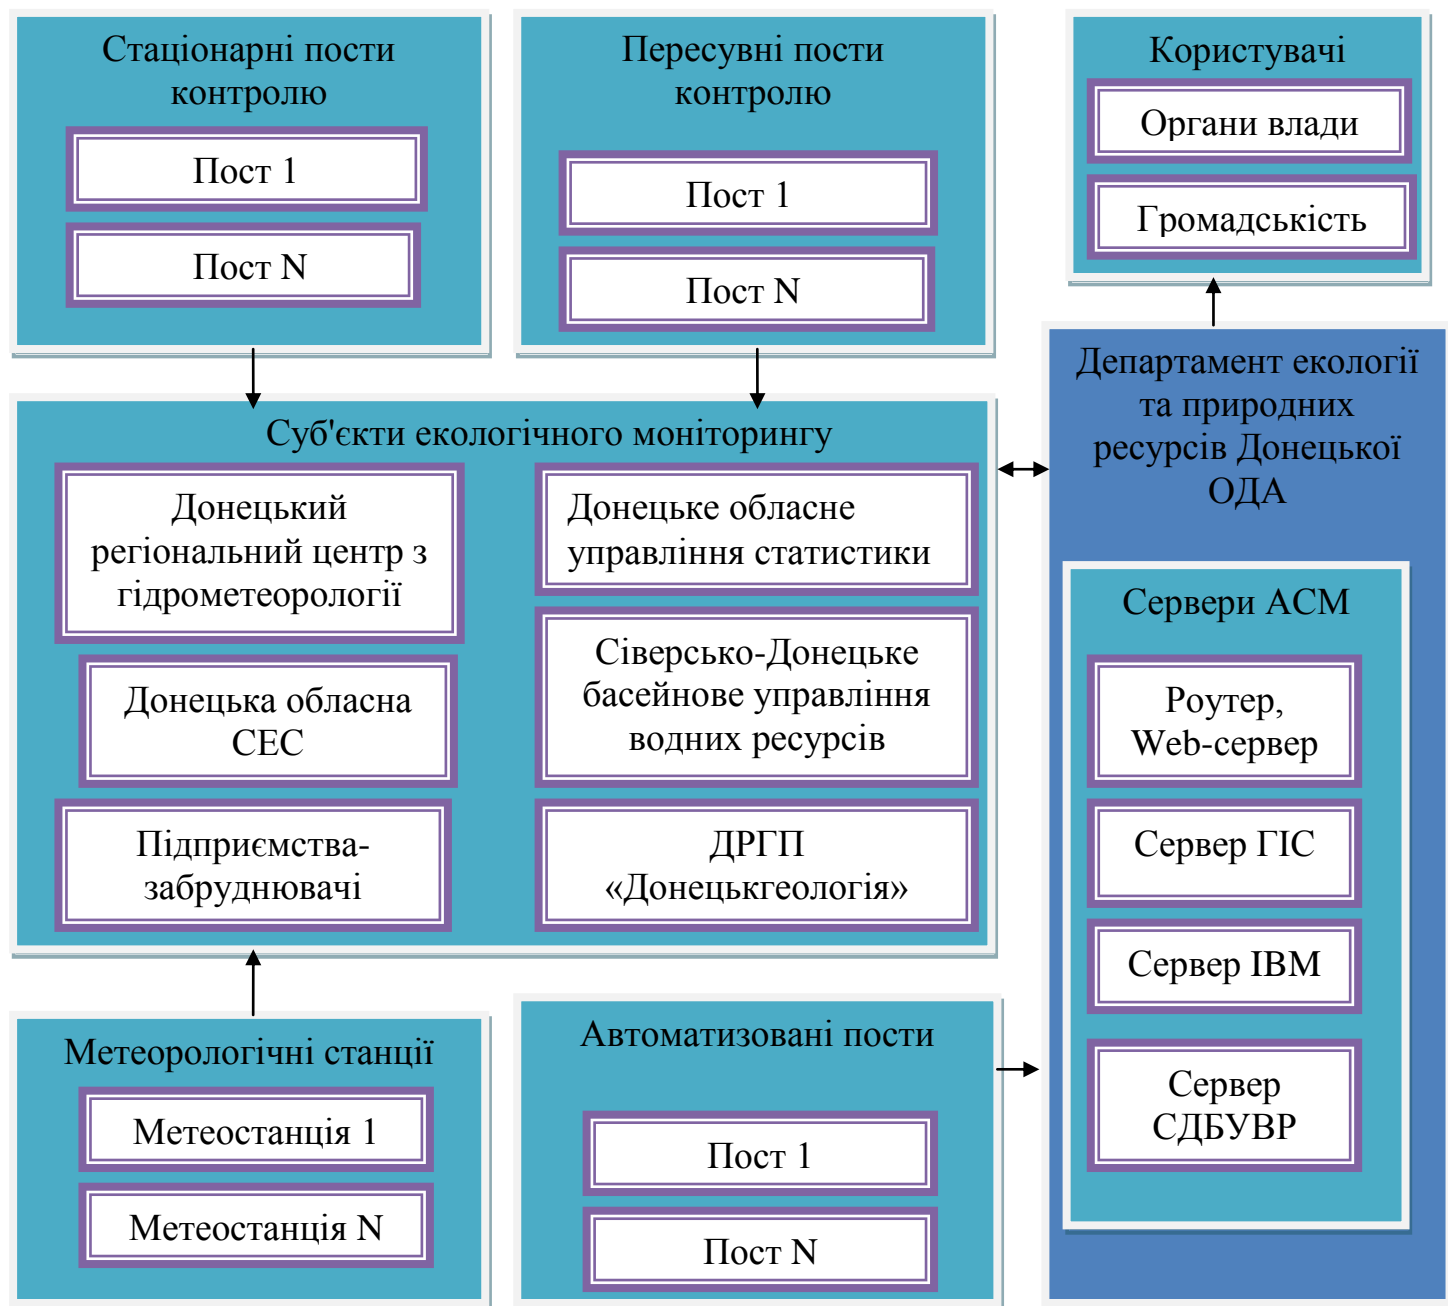 Стаціонарні пости
контролю
Пост 1
Пост N
Пересувні пости
контролю
Пост 1
Пост N
Користувачі
Органи влади
Громадськість
Суб'єкти екологічного моніторингу
Донецький
регіональний центр з
гідрометеорології
Донецька обласна
СЕС
Підприємства-
забруднювачі
Донецьке обласне
управління статистики
Сіверсько-Донецьке
басейнове управління
водних ресурсів
ДРГП
«Донецькгеологія»
Департамент екології
та природних
ресурсів Донецької
ОДА
Сервери АСМ
Роутер,
Web-сервер
Сервер ГІС
Сервер ІВМ
Сервер
СДБУВР
Метеорологічні станції
Метеостанція 1
Метеостанція N
Автоматизовані пости
Пост 1
Пост N